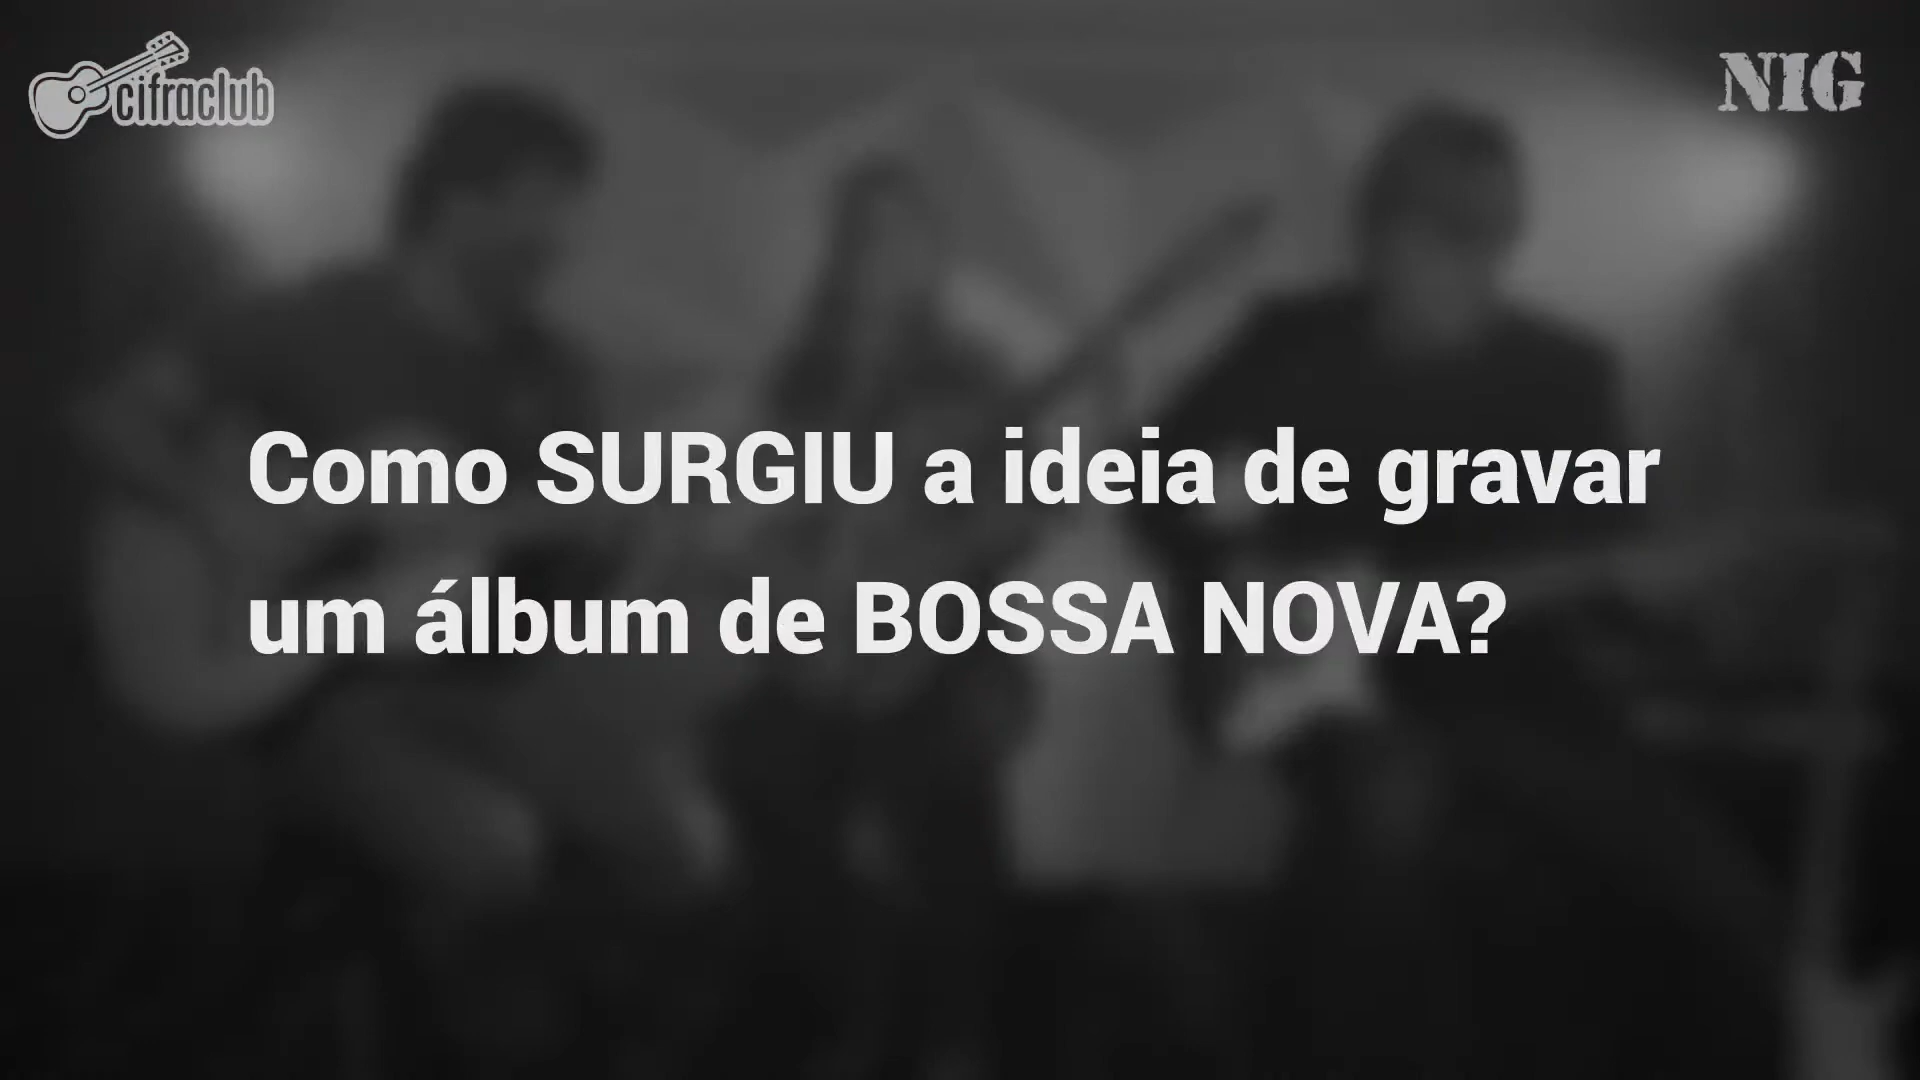 cifraclub
NIG
Como SURGIU a ideia de gravar
um álbum de BOSSA NOVA?